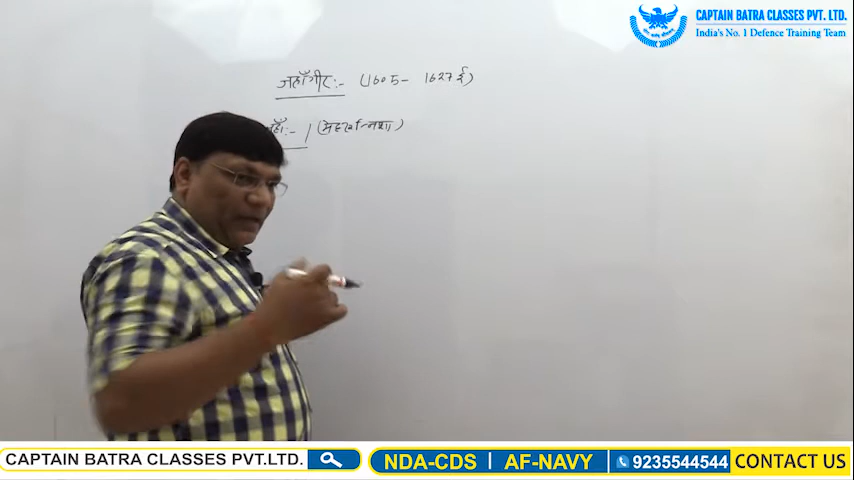 CAPTAIN BATRA CLASSES PVT. LTD.
India's No. 1 Defence Training Team
जहाँगीर :- (1605 - 1627 ई)
हाँ :- (मेहरुन्निशा)
CAPTAIN BATRA CLASSES PVT.LTD.
NDA-CDS | AF-NAVY
9235544544
CONTACT US